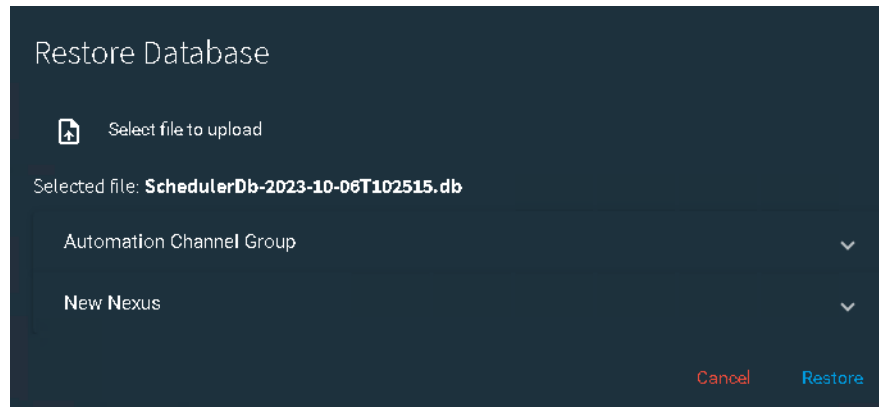 Restore Database
Select file to upload
Selected file: SchedulerDb-2023-10-06T102515.db
Automation Channel Group
New Nexus
Cancel Restore